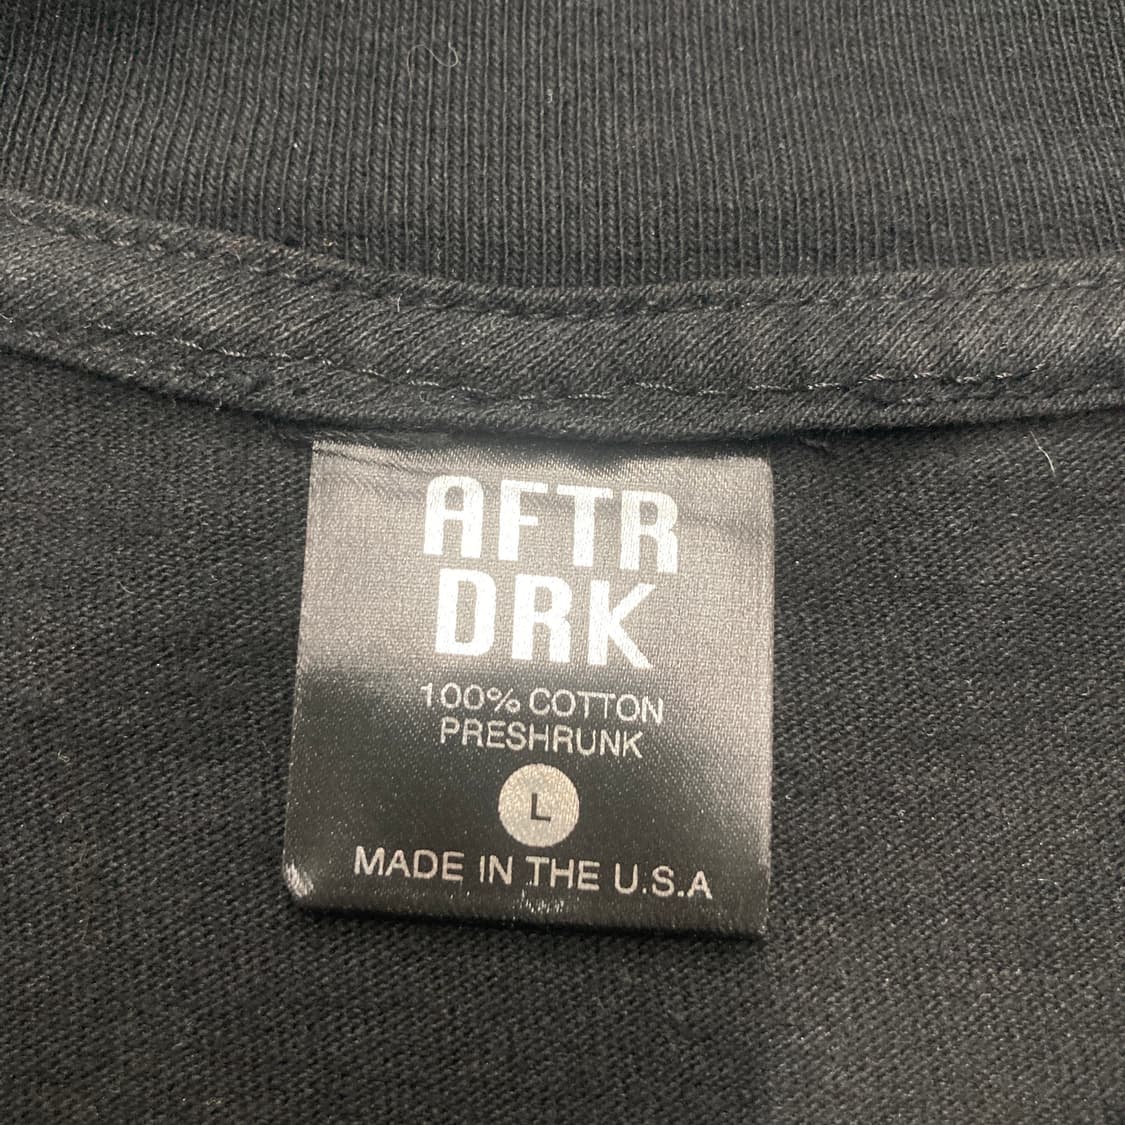 AFTR
DRK
100% COTTON
PRESHRUNK
L
MADE IN THE U.S.A